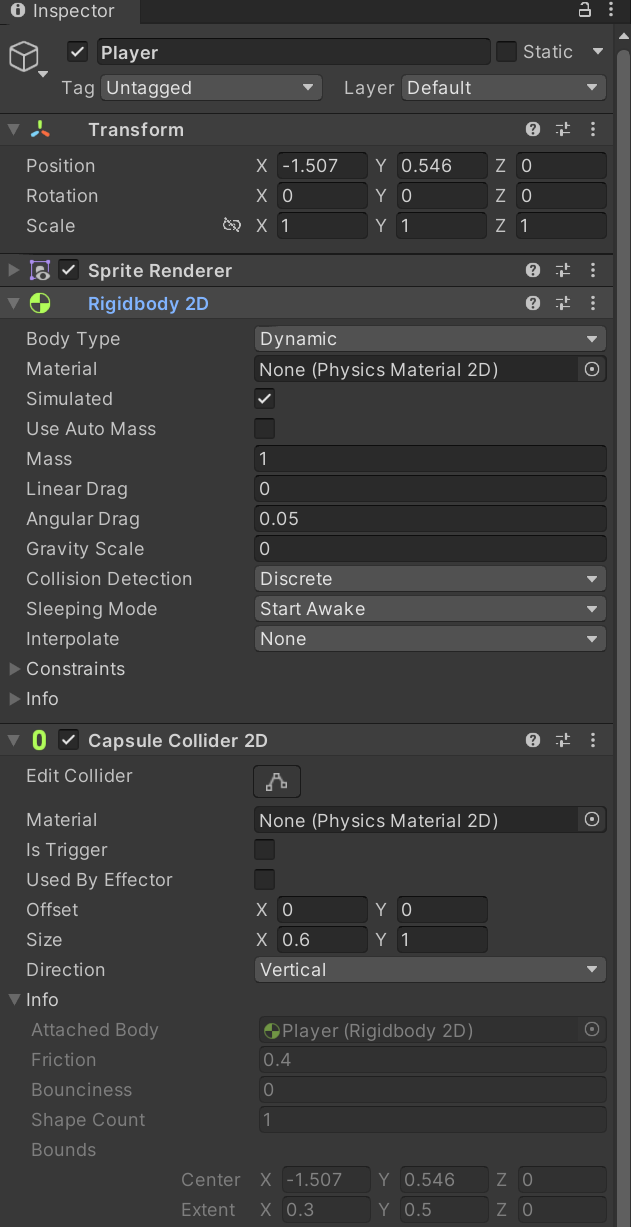 Inspector
Player Static
Tag Untagged Layer Default
Transform
Position X -1.507 Y 0.546 Z 0
Rotation X 0 Y 0 Z 0
Scale X 1 Y 1 Z 1
Sprite Renderer
Rigidbody 2D
Body Type Dynamic
Material None (Physics Material 2D)
Simulated
Use Auto Mass
Mass 1
Linear Drag 0
Angular Drag 0.05
Gravity Scale 0
Collision Detection Discrete
Sleeping Mode Start Awake
Interpolate None
Constraints
Info
Capsule Collider 2D
Edit Collider
Material None (Physics Material 2D)
Is Trigger
Used By Effector
Offset X 0 Y 0
Size X 0.6 Y 1
Direction Vertical
Info
Attached Body Player (Rigidbody 2D)
Friction 0.4
Bounciness 0
Shape Count 1
Bounds
Center X -1.507 Y 0.546 Z 0
Extent X 0.3 Y 0.5 Z 0